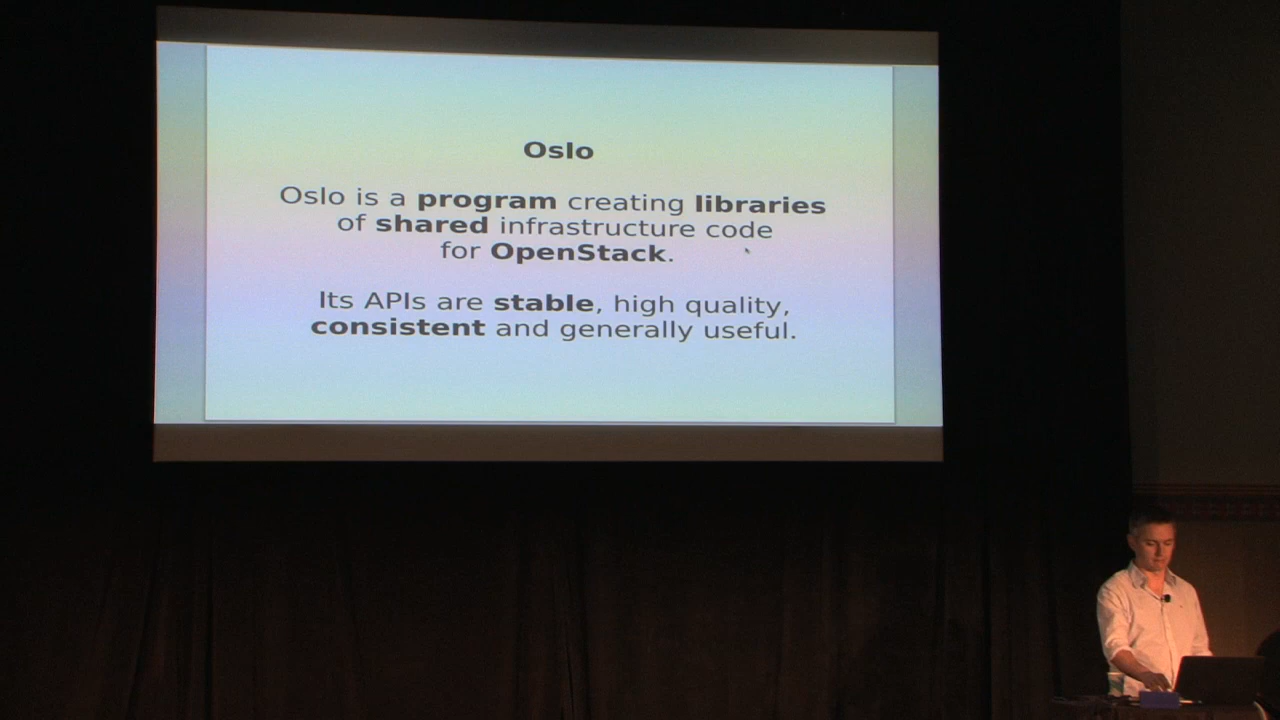 Oslo
Oslo is a program creating libraries
of shared infrastructure code
for OpenStack.
Its APIs are stable, high quality,
consistent and generally useful.